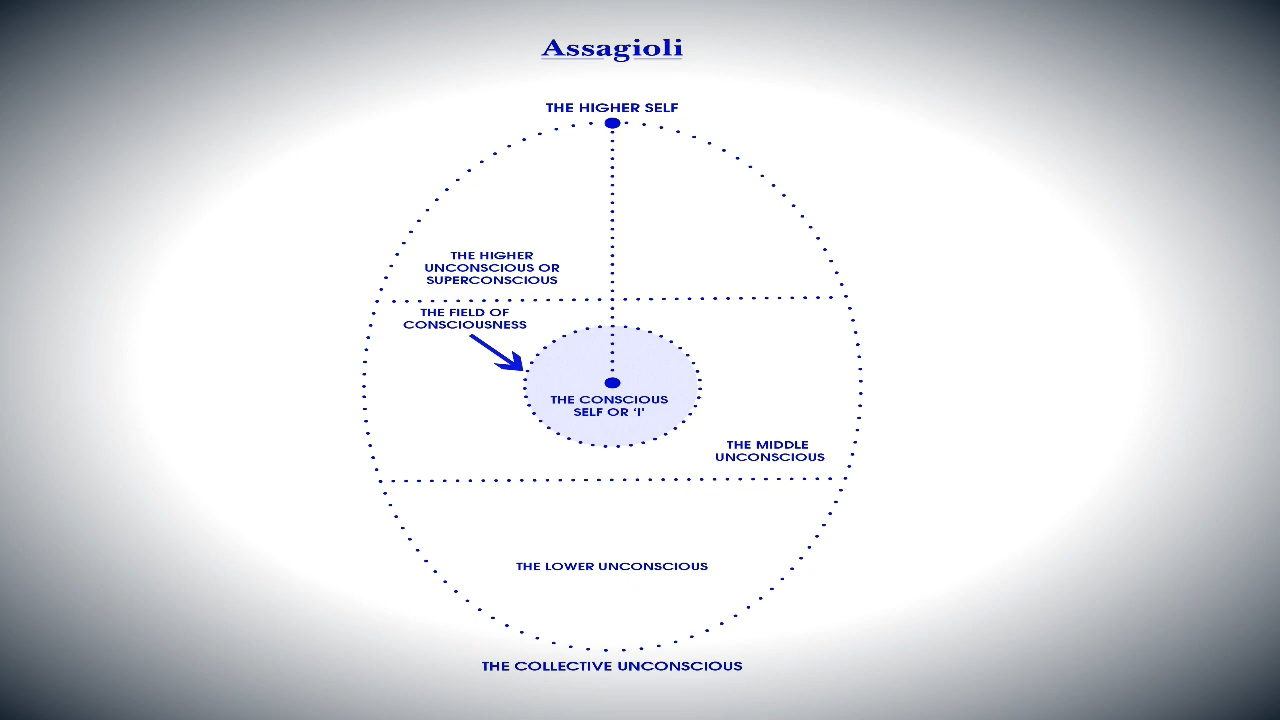 Assagioli
THE HIGHER SELF
THE HIGHER
UNCONSCIOUS OR
SUPERCONSCIOUS
THE FIELD OF
CONSCIOUSNESS
THE CONSCIOUS
SELF OR 'I'
THE MIDDLE
UNCONSCIOUS
THE LOWER UNCONSCIOUS
THE COLLECTIVE UNCONSCIOUS